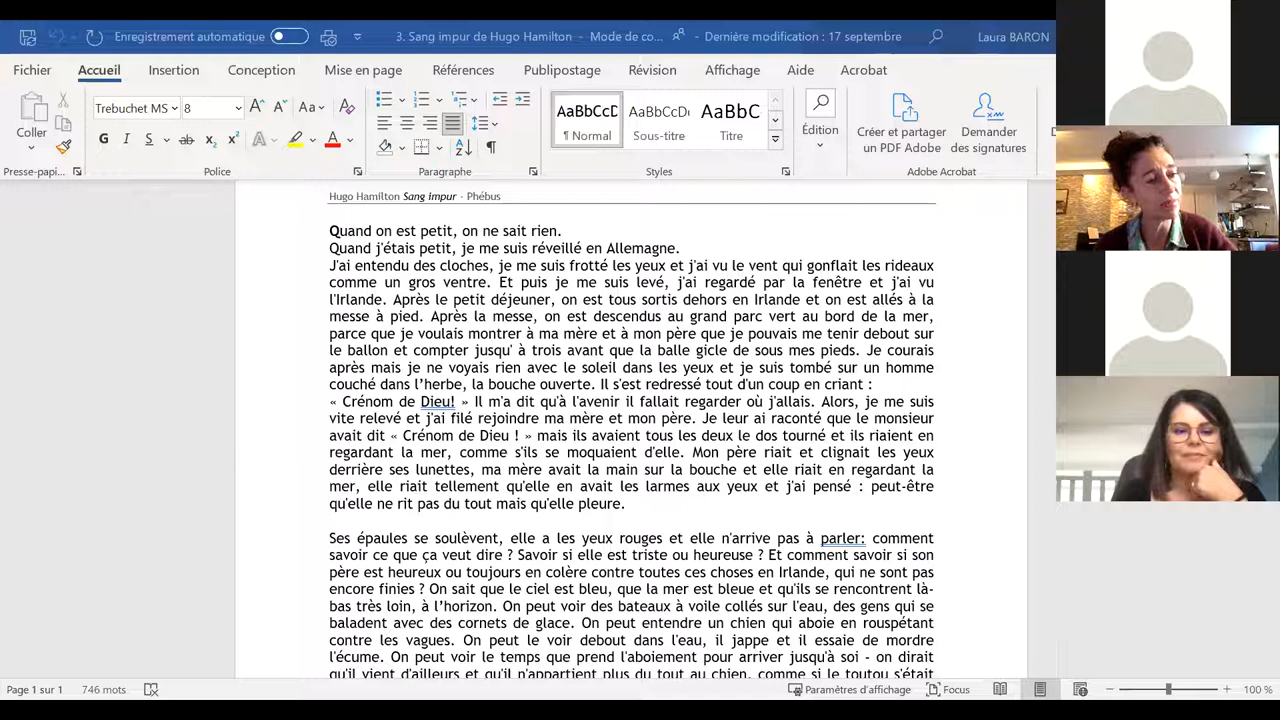 Enregistrement automatique
3. Sang impur de Hugo Hamilton - Mode de co... - Dernière modification : 17 septembre
Laura BARON
Fichier Accueil Insertion Conception Mise en page Références Publipostage Révision Affichage Aide Acrobat
Coller
Presse-papi...
Trebuchet MS 8
Aa
G I S ab x₂ x²
Police
Paragraphe
AaBbCcD AaBbCcD AaBbC
¶ Normal Sous-titre Titre
Styles
Édition
Créer et partager
un PDF Adobe
Demander
des signatures
Adobe Acrobat
Hugo Hamilton Sang impur - Phébus
Quand on est petit, on ne sait rien.
Quand j'étais petit, je me suis réveillé en Allemagne.
J'ai entendu des cloches, je me suis frotté les yeux et j'ai vu le vent qui gonflait les rideaux
comme un gros ventre. Et puis je me suis levé, j'ai regardé par la fenêtre et j'ai vu
l'Irlande. Après le petit déjeuner, on est tous sortis dehors en Irlande et on est allés à la
messe à pied. Après la messe, on est descendus au grand parc vert au bord de la mer,
parce que je voulais montrer à ma mère et à mon père que je pouvais me tenir debout sur
le ballon et compter jusqu' à trois avant que la balle gicle de sous mes pieds. Je courais
après mais je ne voyais rien avec le soleil dans les yeux et je suis tombé sur un homme
couché dans l'herbe, la bouche ouverte. Il s'est redressé tout d'un coup en criant :
« Crénom de Dieu! » Il m'a dit qu'à l'avenir il fallait regarder où j'allais. Alors, je me suis
vite relevé et j'ai filé rejoindre ma mère et mon père. Je leur ai raconté que le monsieur
avait dit « Crénom de Dieu ! » mais ils avaient tous les deux le dos tourné et ils riaient en
regardant la mer, comme s'ils se moquaient d'elle. Mon père riait et clignait les yeux
derrière ses lunettes, ma mère avait la main sur la bouche et elle riait en regardant la
mer, elle riait tellement qu'elle en avait les larmes aux yeux et j'ai pensé : peut-être
qu'elle ne rit pas du tout mais qu'elle pleure.
Ses épaules se soulèvent, elle a les yeux rouges et elle n'arrive pas à parler: comment
savoir ce que ça veut dire ? Savoir si elle est triste ou heureuse ? Et comment savoir si son
père est heureux ou toujours en colère contre toutes ces choses en Irlande, qui ne sont pas
encore finies ? On sait que le ciel est bleu, que la mer est bleue et qu'ils se rencontrent là-
bas très loin, à l'horizon. On peut voir des bateaux à voile collés sur l'eau, des gens qui se
baladent avec des cornets de glace. On peut entendre un chien qui aboie en rouspétant
contre les vagues. On peut le voir debout dans l'eau, il jappe et il essaie de mordre
l'écume. On peut voir le temps que prend l'aboiement pour arriver jusqu'à soi - on dirait
qu'il vient d'ailleurs et qu'il n'appartient plus du tout au chien, comme si le toutou s'était
Page 1 sur 1 746 mots
Paramètres d'affichage Focus 100 %